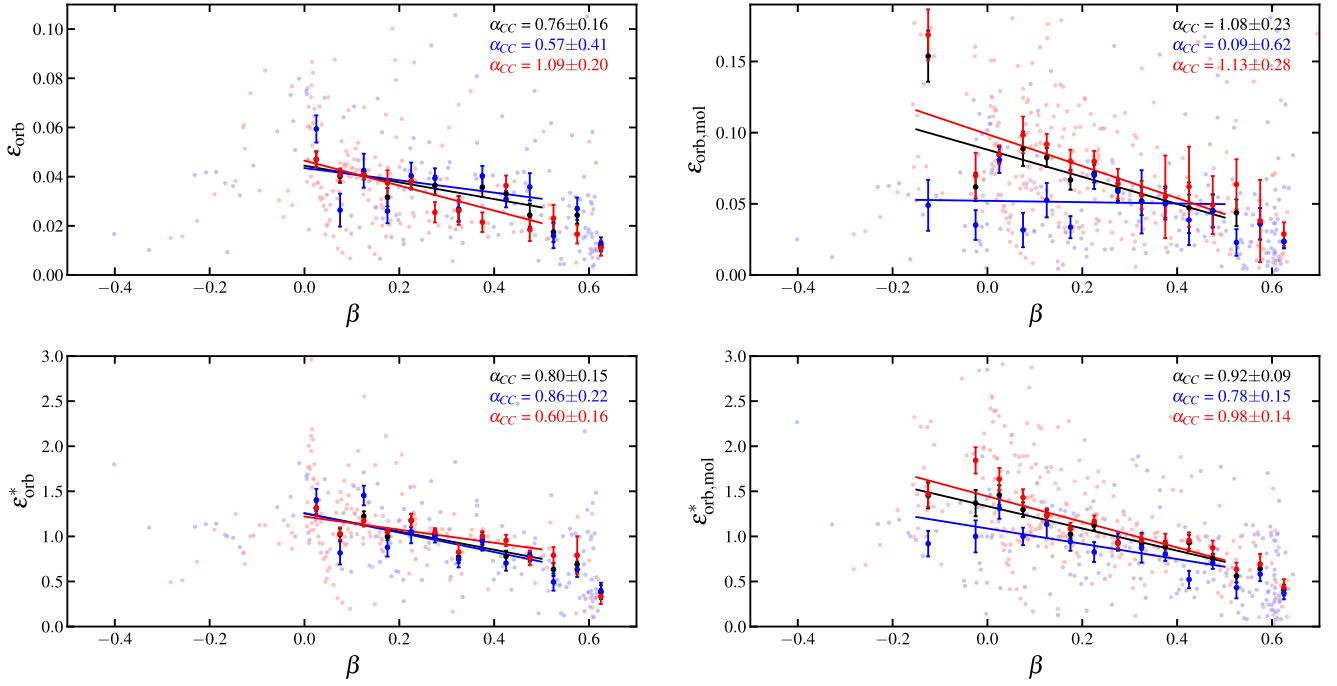 α_CC = 0.76±0.16
α_CC = 0.57±0.41
α_CC = 1.09±0.20
0.10
0.08
0.06
0.04
0.02
0.00
ε_orb
−0.4 −0.2 0.0 0.2 0.4 0.6
β
α_CC = 1.08±0.23
α_CC = 0.09±0.62
α_CC = 1.13±0.28
0.15
0.10
0.05
0.00
ε_orb,mol
−0.4 −0.2 0.0 0.2 0.4 0.6
β
α_CC = 0.80±0.15
α_CC = 0.86±0.22
α_CC = 0.60±0.16
3.0
2.5
2.0
1.5
1.0
0.5
0.0
ε*_orb
−0.4 −0.2 0.0 0.2 0.4 0.6
β
α_CC = 0.92±0.09
α_CC = 0.78±0.15
α_CC = 0.98±0.14
3.0
2.5
2.0
1.5
1.0
0.5
0.0
ε*_orb,mol
−0.4 −0.2 0.0 0.2 0.4 0.6
β